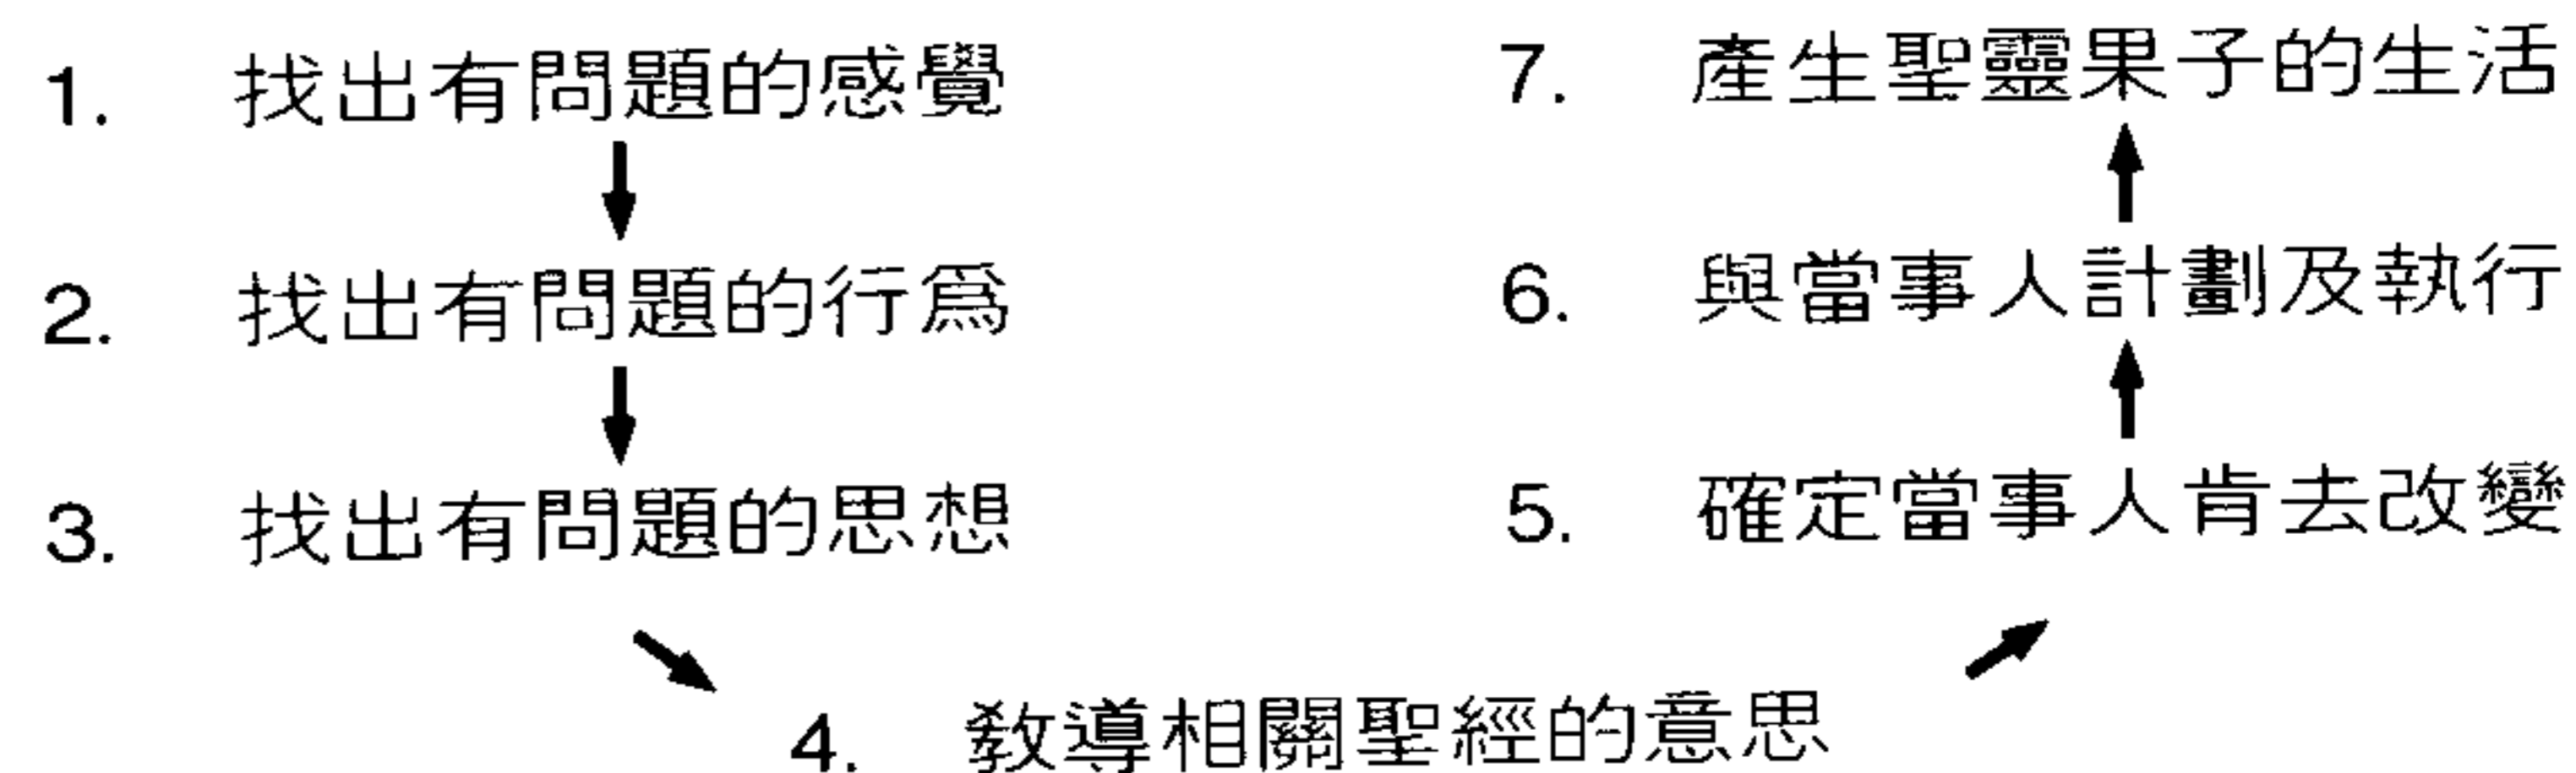 1. 找出有問題的感覺
2. 找出有問題的行為
3. 找出有問題的思想
4. 教導相關聖經的意思
5. 確定當事人肯去改變
6. 與當事人計劃及執行
7. 產生聖靈果子的生活